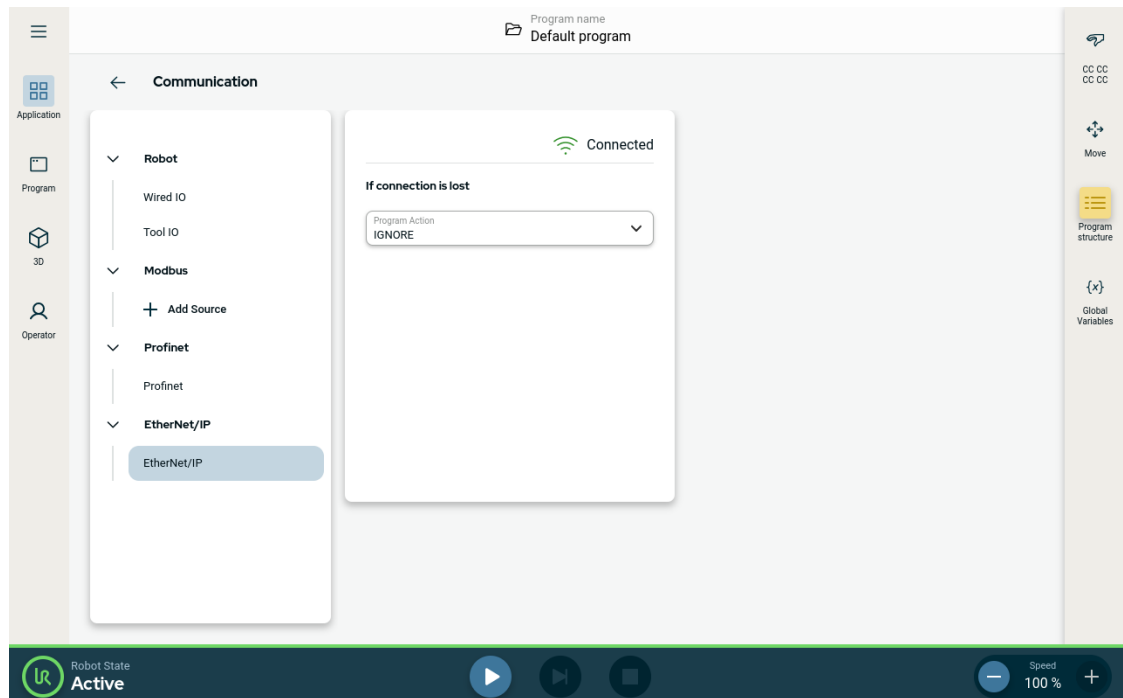 Program name
Default program
Application
Program
3D
Operator
Communication
Robot
Wired IO
Tool IO
Modbus
Add Source
Profinet
Profinet
EtherNet/IP
EtherNet/IP
Connected
If connection is lost
Program Action
IGNORE
CC CC
CC CC
Move
Program
structure
{x}
Global
Variables
UR
Robot State
Active
Speed
100 %